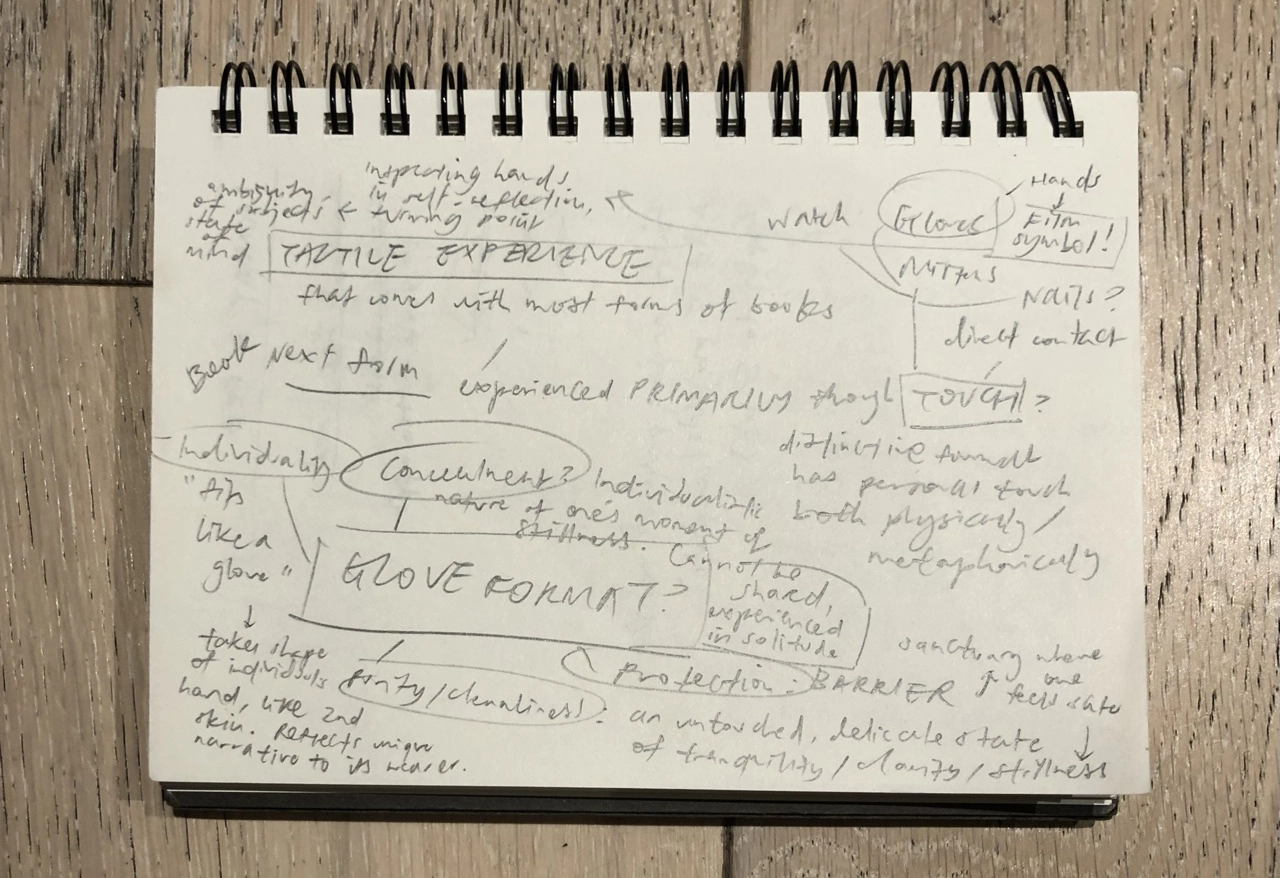 inspecting hands
in self-reflection,
turning point
ambiguity
of subjects'
state
of
mind
TACTILE EXPERIENCE
that comes with most forms of books
watch
Gloves
Mittens
Hands
Film
symbol!
Nails?
direct contact
Book Next form
experienced PRIMARILY though TOUCH?
distinctive format
has personal touch
both physically/
metaphorically
Individuality
"fits
like a
glove"
takes shape
of individuals
hand, like 2nd
skin. Reflects unique
narrative to its wearer.
Concealment? Individualistic
nature of one's moment of
stillness. Cannot be
shared,
experienced
in solitude
GLOVE FORMAT?
Protection: BARRIER
sanctuary where
one
feels safe
Purity/cleanliness: an untouched, delicate state
of tranquility/clarity/stillness